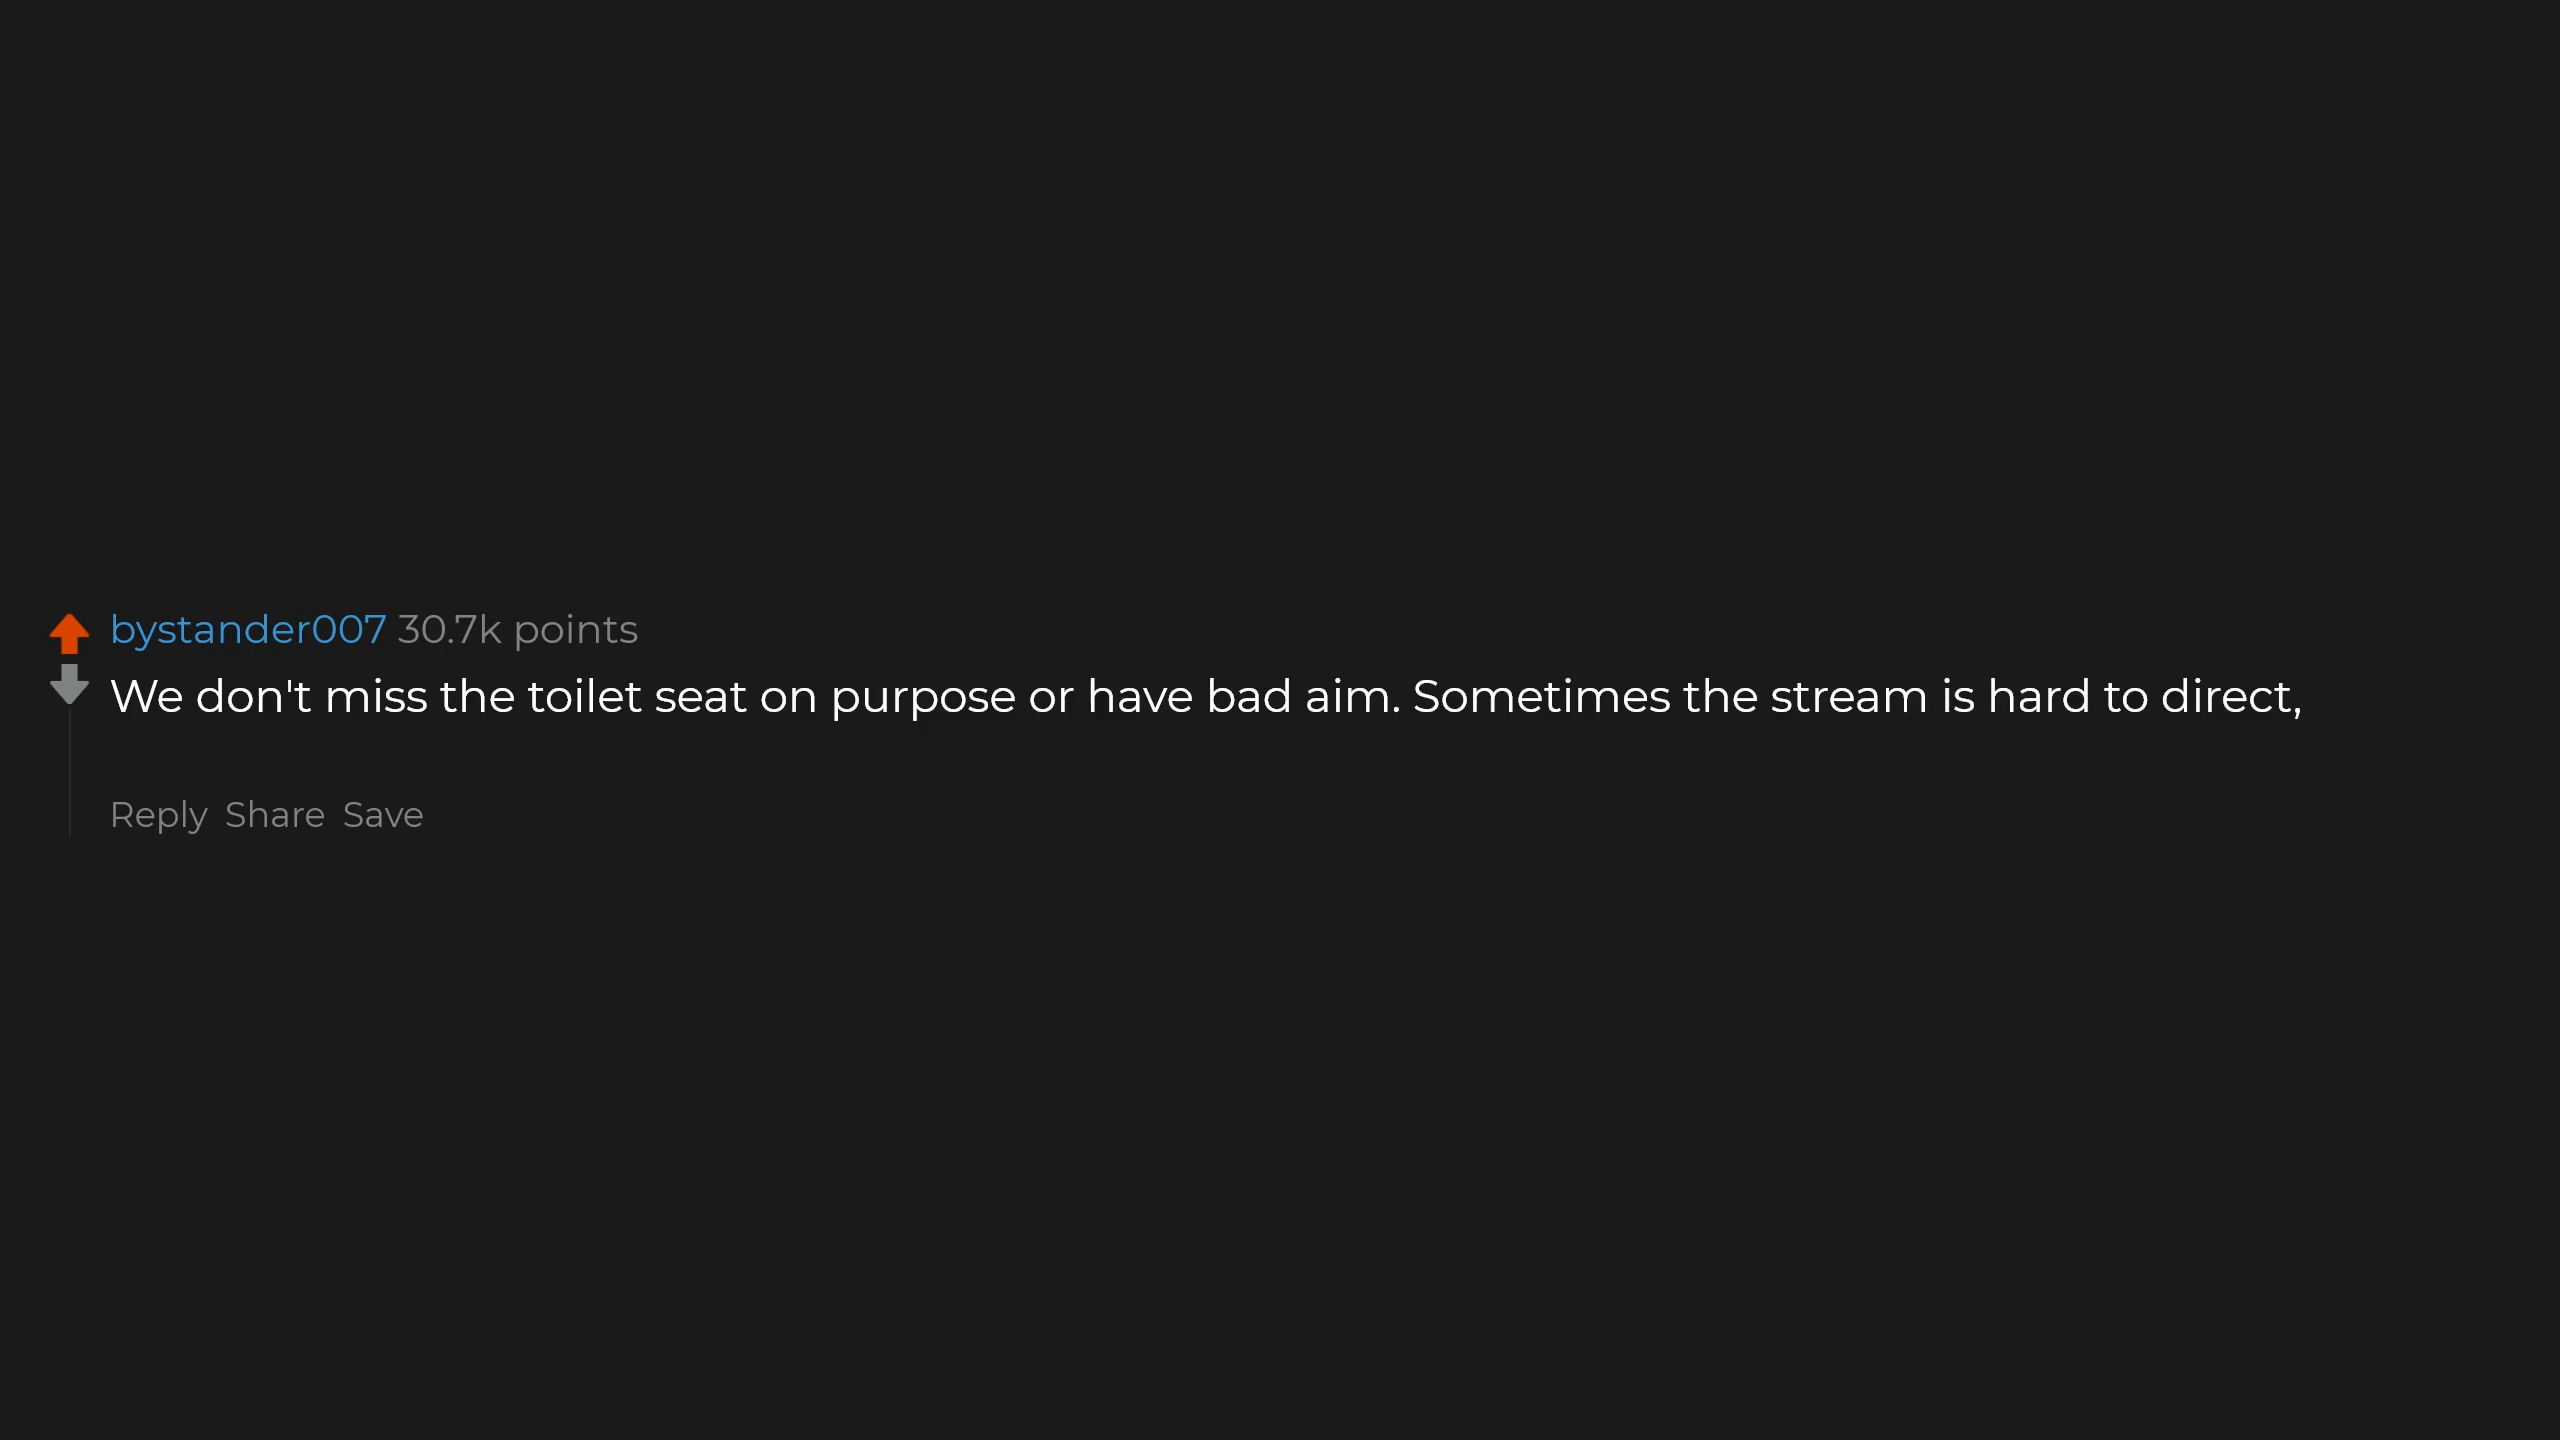 bystander007 30.7k points
We don't miss the toilet seat on purpose or have bad aim. Sometimes the stream is hard to direct,
Reply Share Save